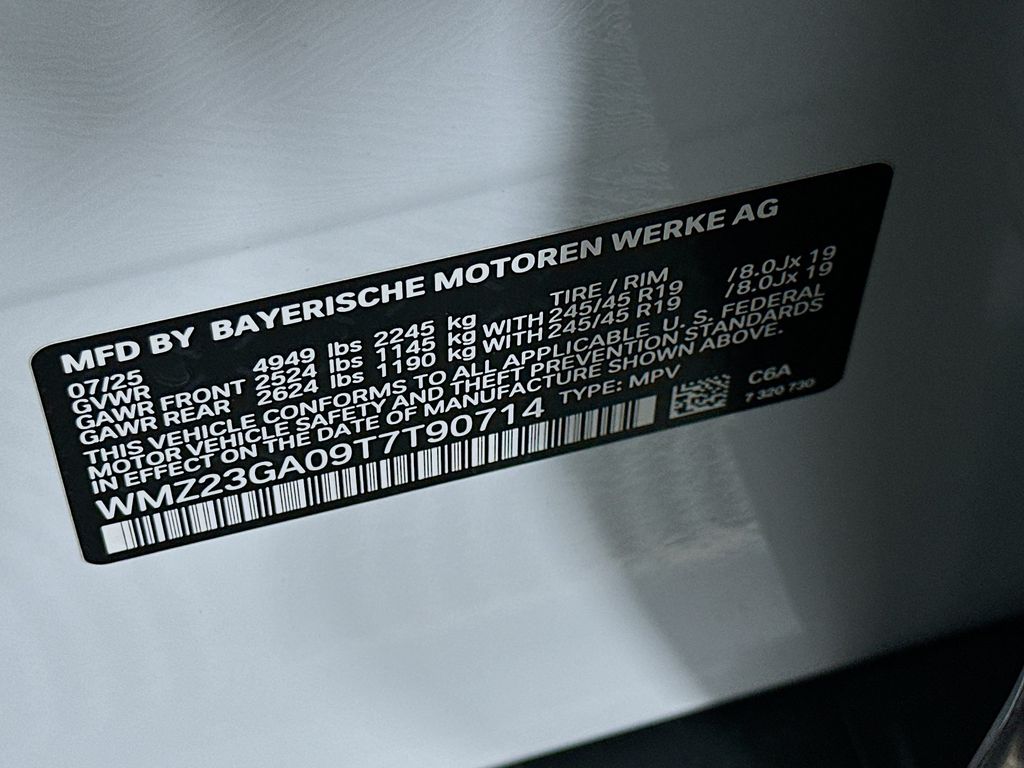 MFD BY BAYERISCHE MOTOREN WERKE AG
07/25 TIRE / RIM
GVWR 4949 lbs 2245 kg
GAWR FRONT 2524 lbs 1145 kg WITH 245/45 R19 /8.0Jx 19
GAWR REAR 2624 lbs 1190 kg WITH 245/45 R19 /8.0Jx 19
THIS VEHICLE CONFORMS TO ALL APPLICABLE U. S. FEDERAL
MOTOR VEHICLE SAFETY AND THEFT PREVENTION STANDARDS
IN EFFECT ON THE DATE OF MANUFACTURE SHOWN ABOVE.
WMZ23GA09T7T90714 TYPE: MPV C6A
7 320 730